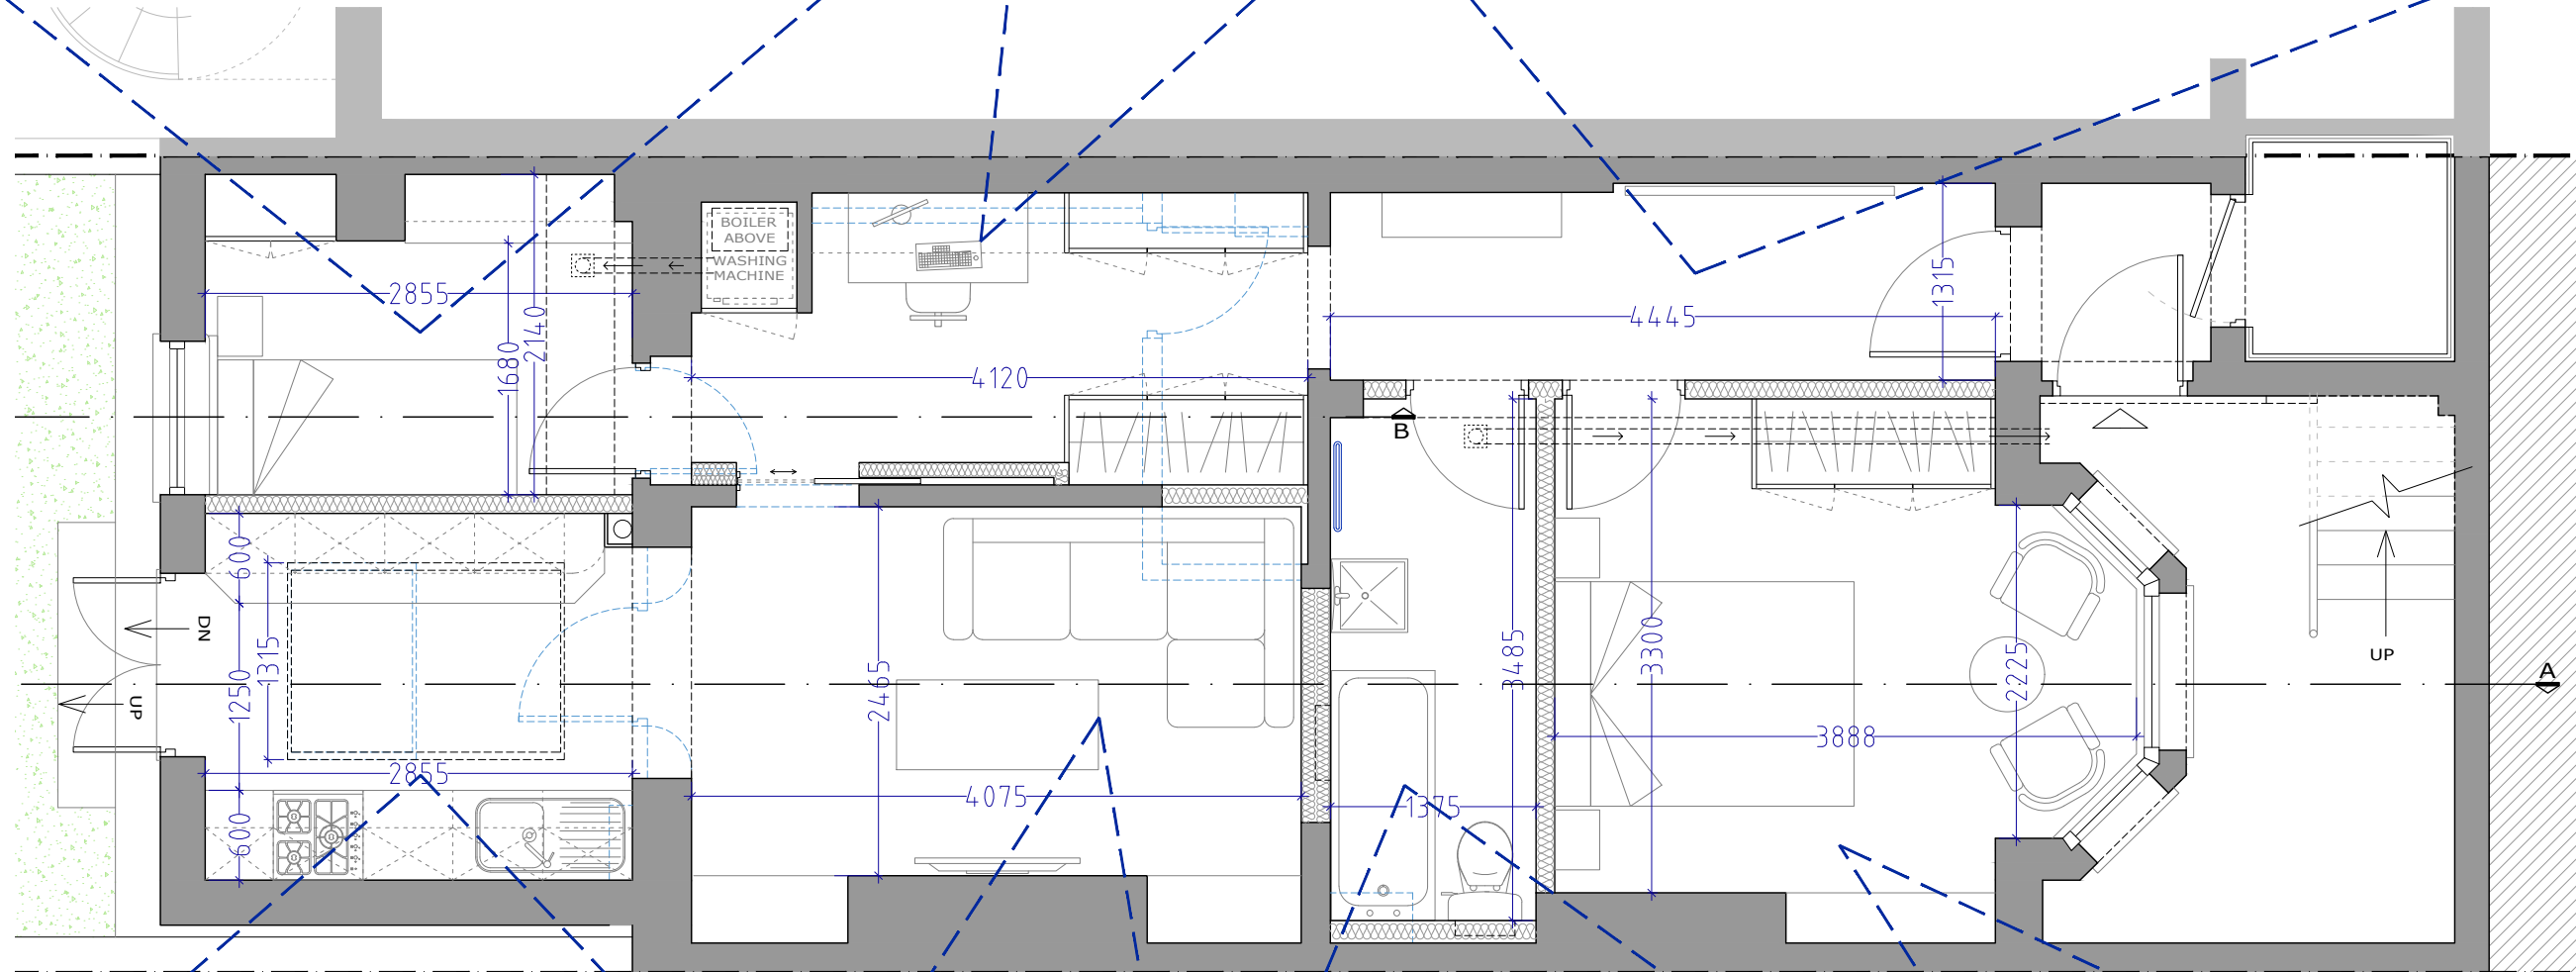 BOILER
ABOVE
WASHING
MACHINE
2855
1680
2140
4120
4445
1315
B
600
1315
1250
600
2855
DN
UP
2465
4075
1375
3485
3300
3888
2225
UP
A